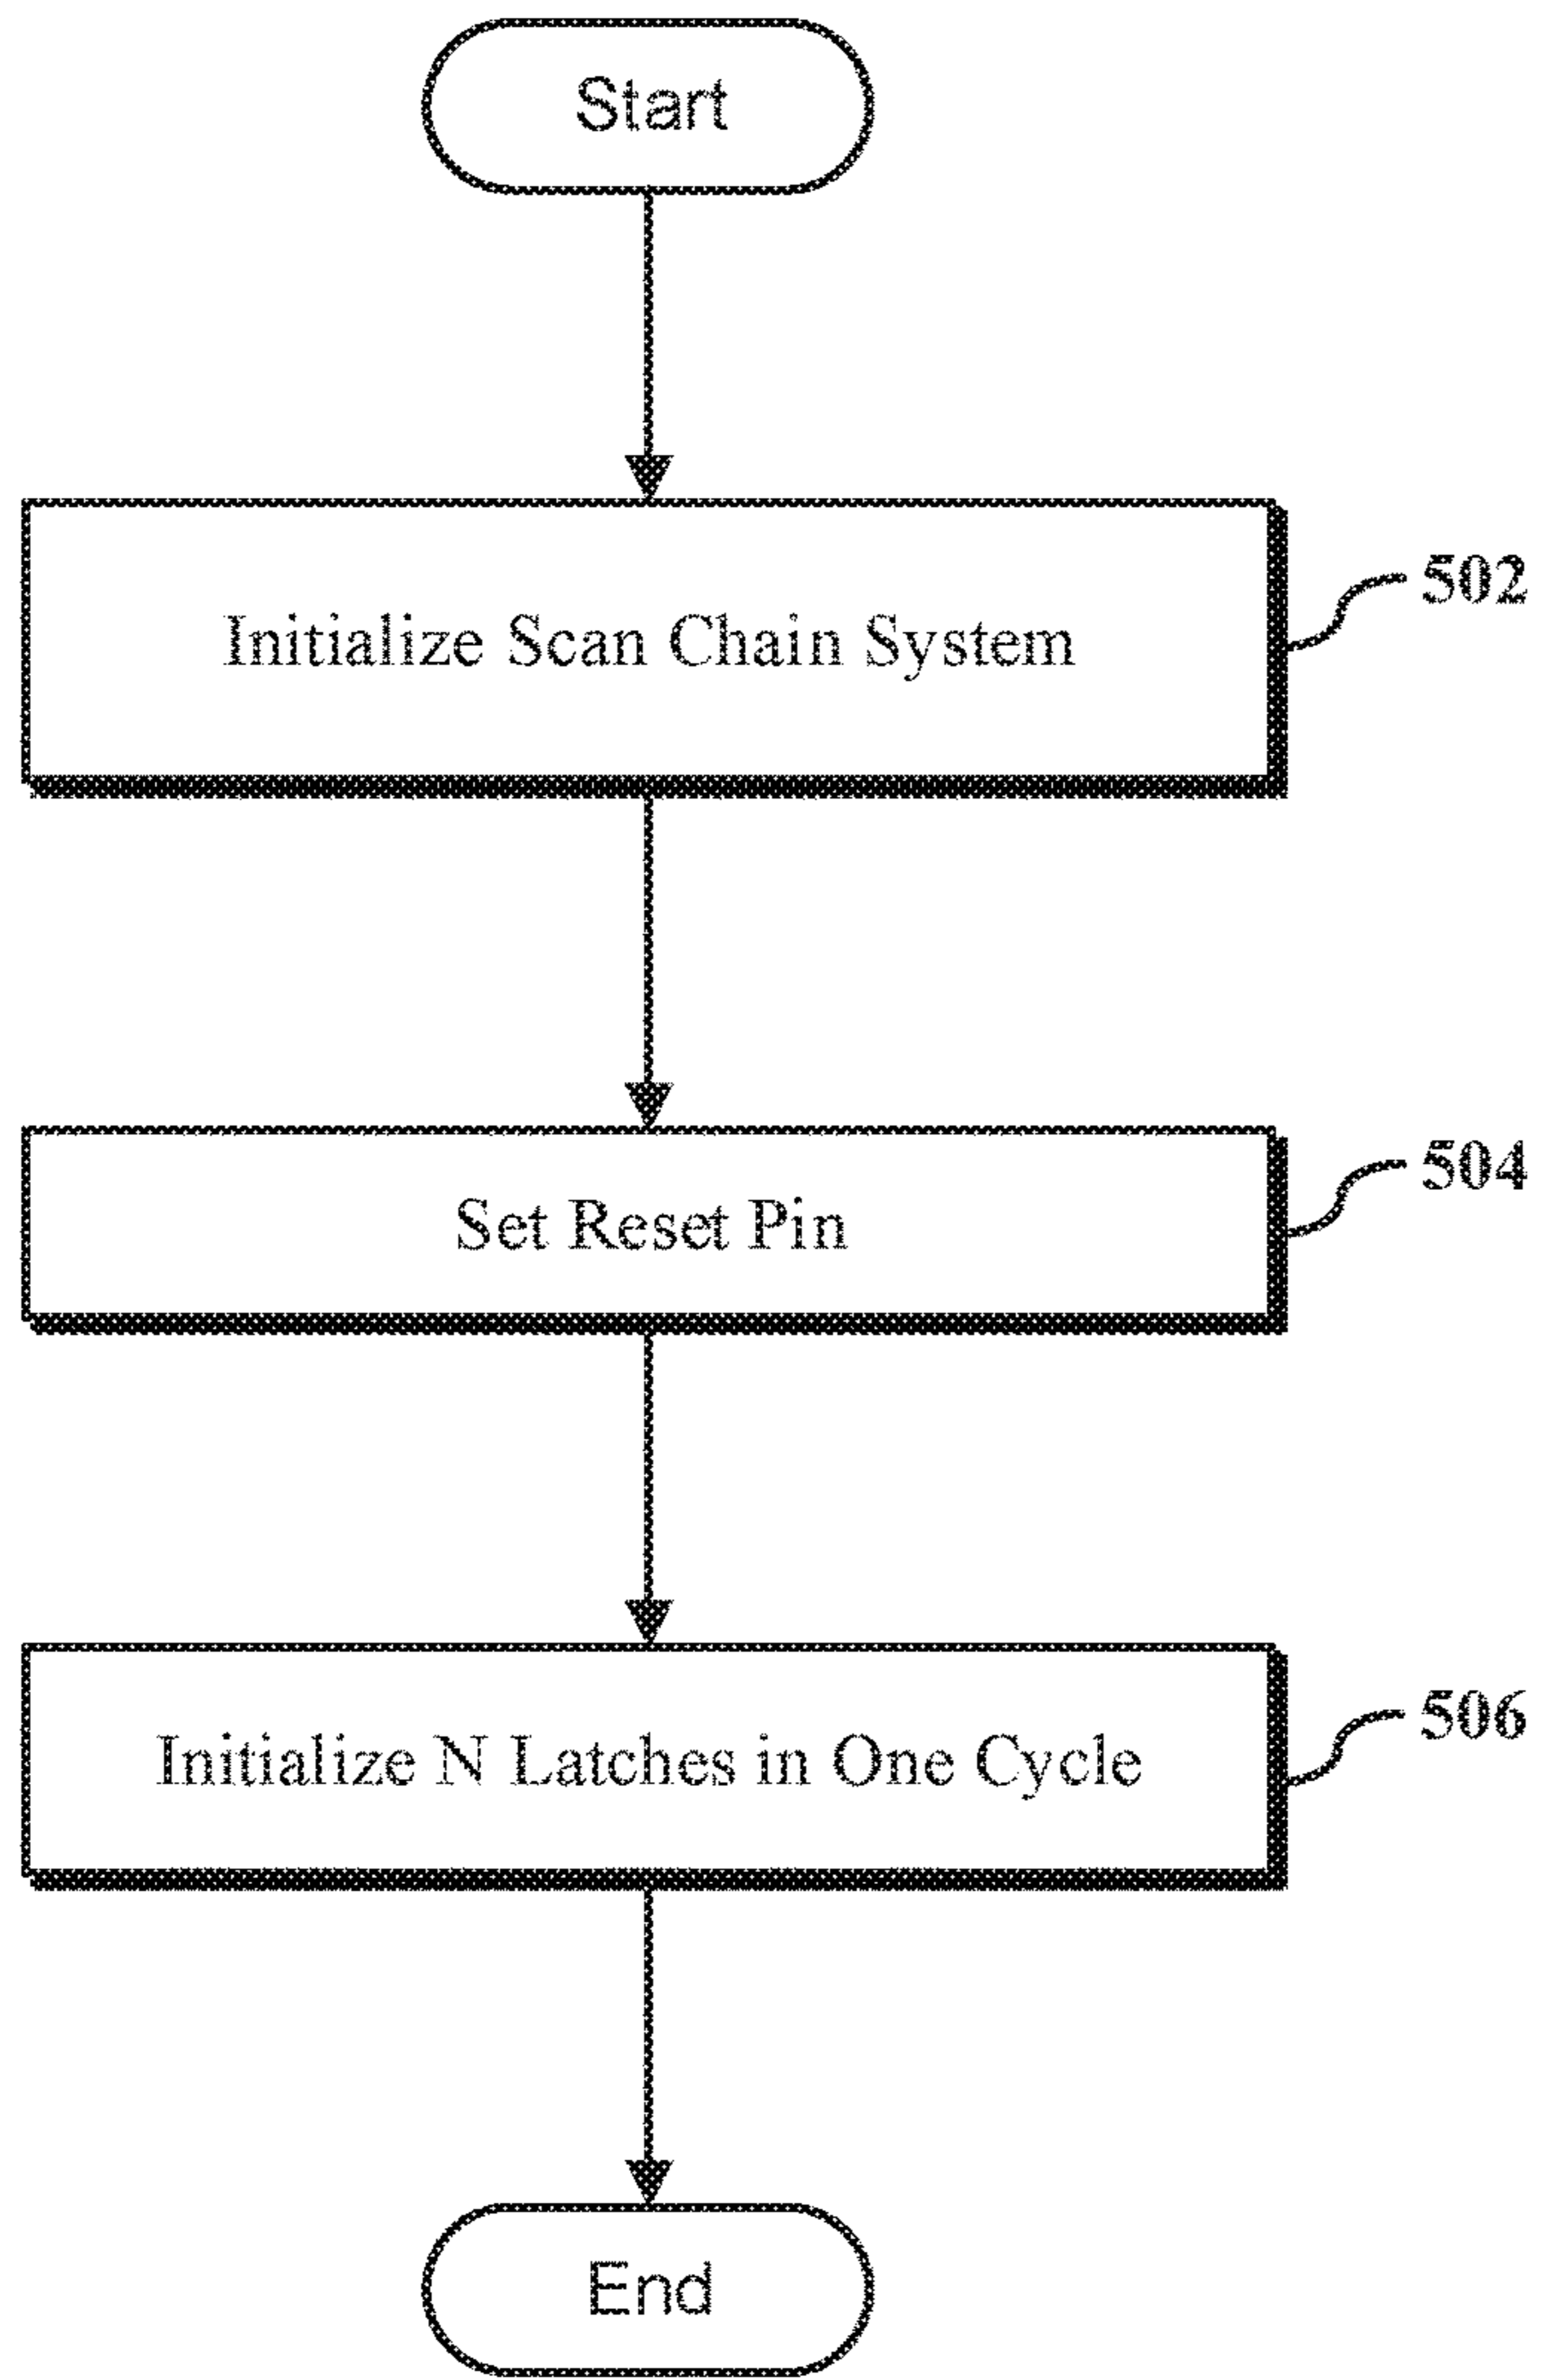 Start
Initialize Scan Chain System
502
Set Reset Pin
504
Initialize N Latches in One Cycle
506
End